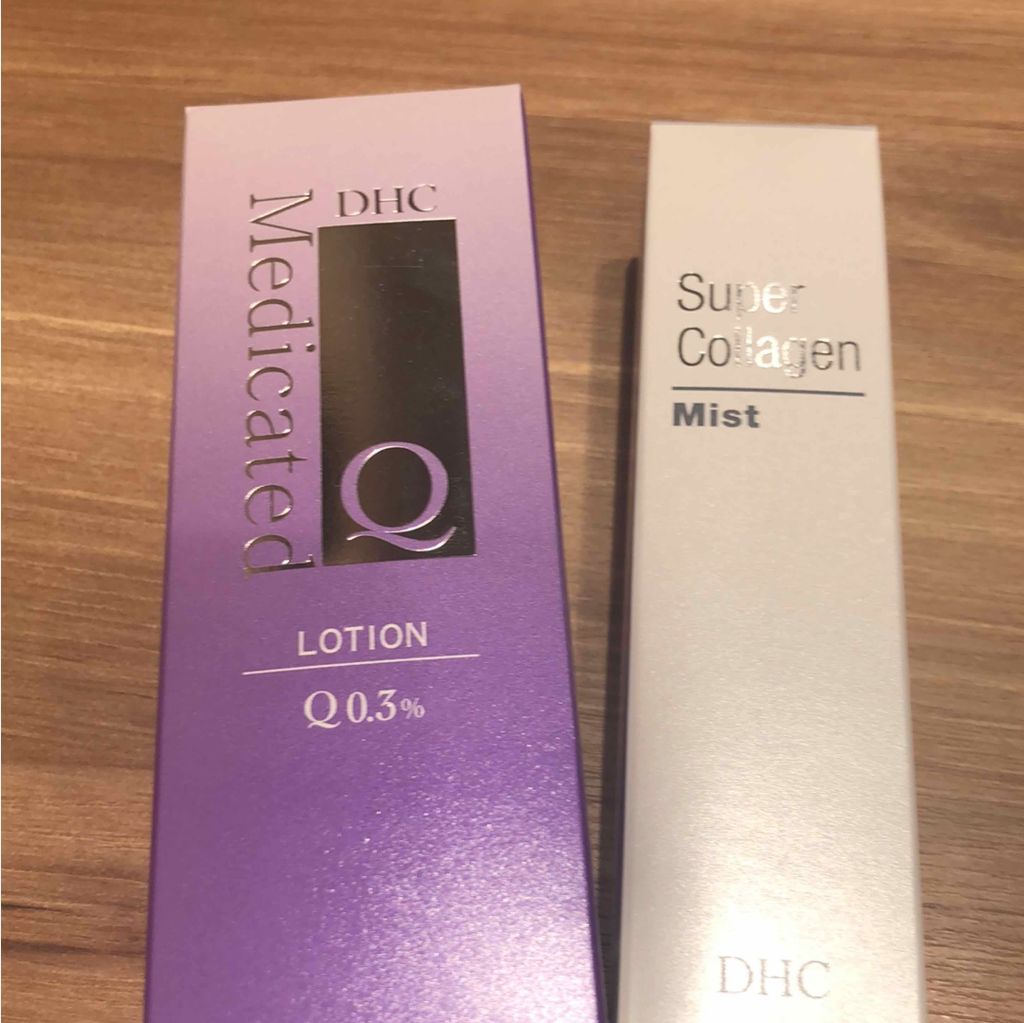 DHC
Medicated
Q
LOTION
Q 0.3%
Super
Collagen
Mist
DHC